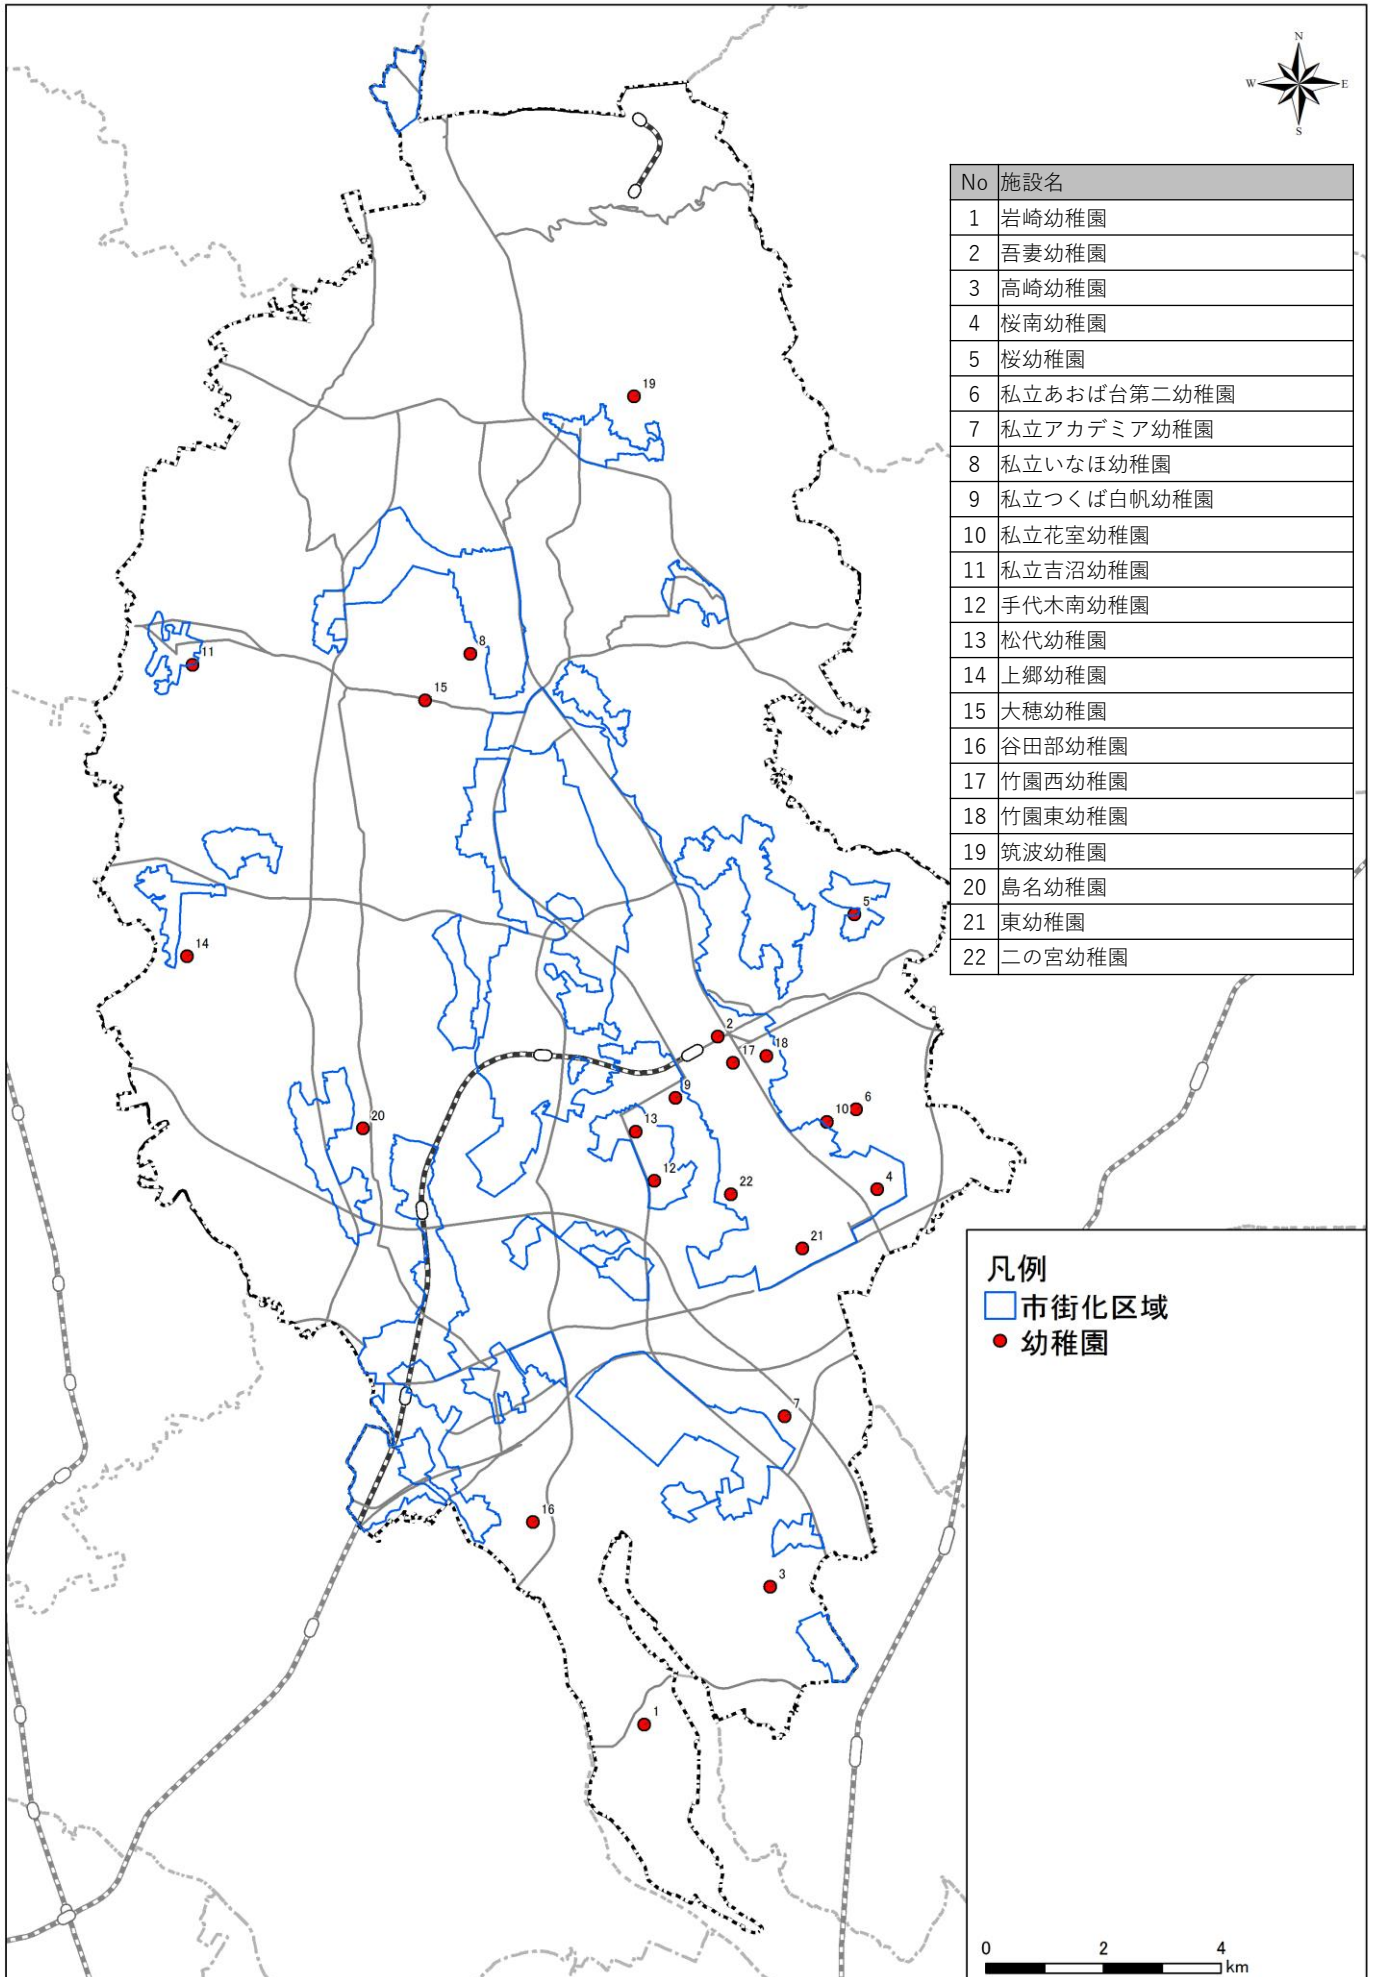 N
W E
S
No 施設名
1 岩崎幼稚園
2 吾妻幼稚園
3 高崎幼稚園
4 桜南幼稚園
5 桜幼稚園
6 私立あおば台第二幼稚園
7 私立アカデミア幼稚園
8 私立いなほ幼稚園
9 私立つくば白帆幼稚園
10 私立花室幼稚園
11 私立吉沼幼稚園
12 手代木南幼稚園
13 松代幼稚園
14 上郷幼稚園
15 大穂幼稚園
16 谷田部幼稚園
17 竹園西幼稚園
18 竹園東幼稚園
19 筑波幼稚園
20 島名幼稚園
21 東幼稚園
22 二の宮幼稚園
19
8
11
15
5
14
2
17
18
9
6
10
20
13
12
22
4
21
7
16
3
1
凡例
市街化区域
幼稚園
0 2 4
km